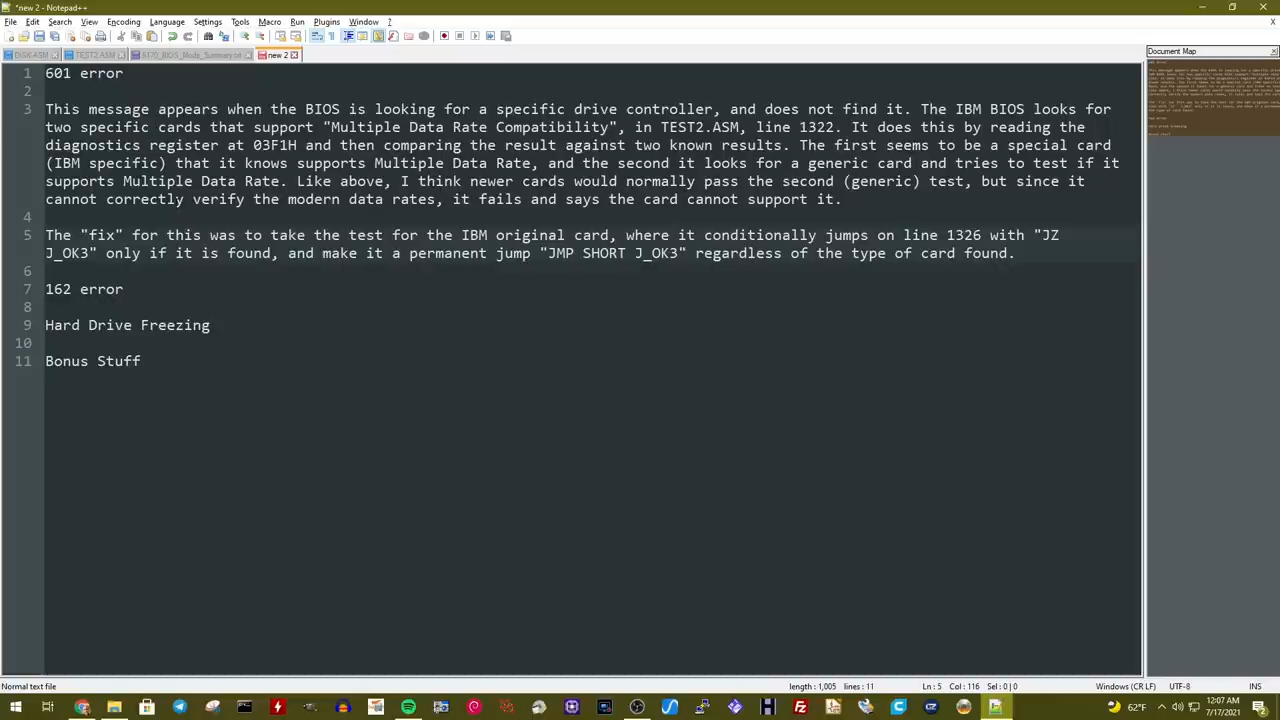 *new 2 - Notepad++
File Edit Search View Encoding Language Settings Tools Macro Run Plugins Window ?
X
DISK.ASM TEST2.ASM 5170_BIOS_Mods_Summary.txt new 2
Document Map
1 601 error
2
3 This message appears when the BIOS is looking for a specific drive controller and can't find it. The IBM BIOS looks for
two specific cards that support "Multiple Data Rate Compatibility", in TEST2.ASM line 1322. It does this by reading the
diagnostics register at 03F1H and then comparing the result against two known results. The first seems to be a special card
(IBM specific) that it knows supports Multiple Data Rate, and the second it looks for a generic card and tries to test if it
supports Multiple Data Rate. Like above, I think newer cards would normally pass the second (generic) test, but since it
cannot correctly verify the modern data rates, it fails and says the card cannot support it.
4
5 The "fix" for this was to take the test for the IBM original card, where it conditionally jumps on line 1326 with "JZ
J_OK3" only if it is found, and make it a permanent jump "JMP SHORT J_OK3" regardless of the type of card found.
6
7 162 error
8
9 Hard Drive Freezing
10
11 Bonus Stuff
Normal text file length : 1,005 lines : 11 Ln : 5 Col : 116 Sel : 0 | 0 Windows (CR LF) UTF-8 INS
62°F 12:07 AM
7/17/2021
2